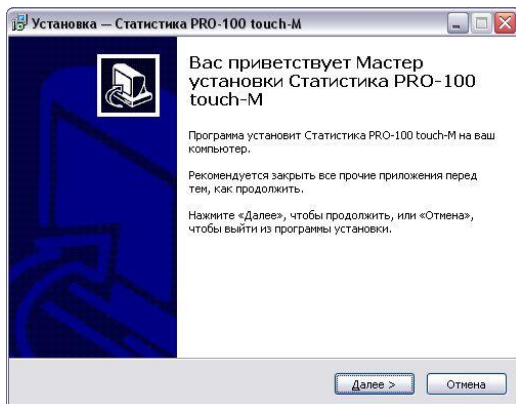 Установка — Статистика PRO-100 touch-M
Вас приветствует Мастер
установки Статистика PRO-100
touch-M
Программа установит Статистика PRO-100 touch-M на ваш
компьютер.
Рекомендуется закрыть все прочие приложения перед
тем, как продолжить.
Нажмите «Далее», чтобы продолжить, или «Отмена»,
чтобы выйти из программы установки.
Далее >
Отмена